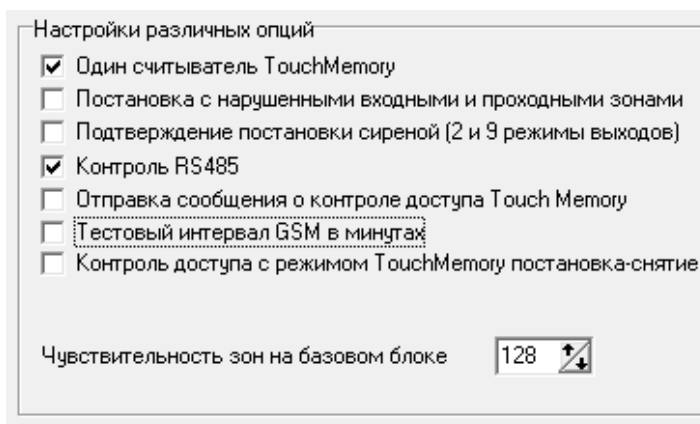 Настройки различных опций
Один считыватель TouchMemory
Постановка с нарушенными входными и проходными зонами
Подтверждение постановки сиреной (2 и 9 режимы выходов)
Контроль RS485
Отправка сообщения о контроле доступа Touch Memory
Тестовый интервал GSM в минутах
Контроль доступа с режимом TouchMemory постановка-снятие
Чувствительность зон на базовом блоке 128